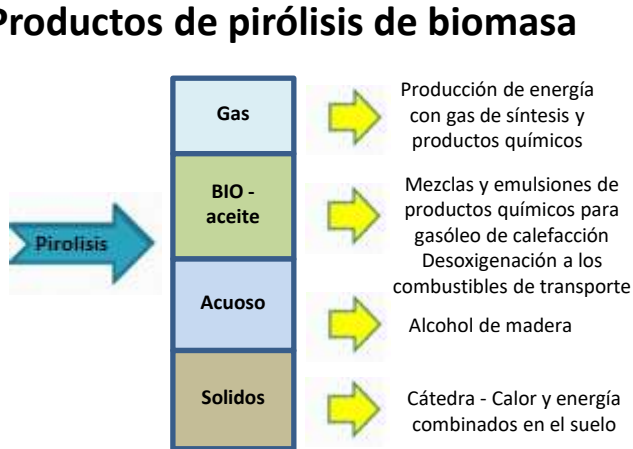 Productos de pirólisis de biomasa
Pirolisis
Gas
Producción de energía
con gas de síntesis y
productos químicos
BIO -
aceite
Mezclas y emulsiones de
productos químicos para
gasóleo de calefacción
Desoxigenación a los
combustibles de transporte
Acuoso
Alcohol de madera
Solidos
Cátedra - Calor y energía
combinados en el suelo